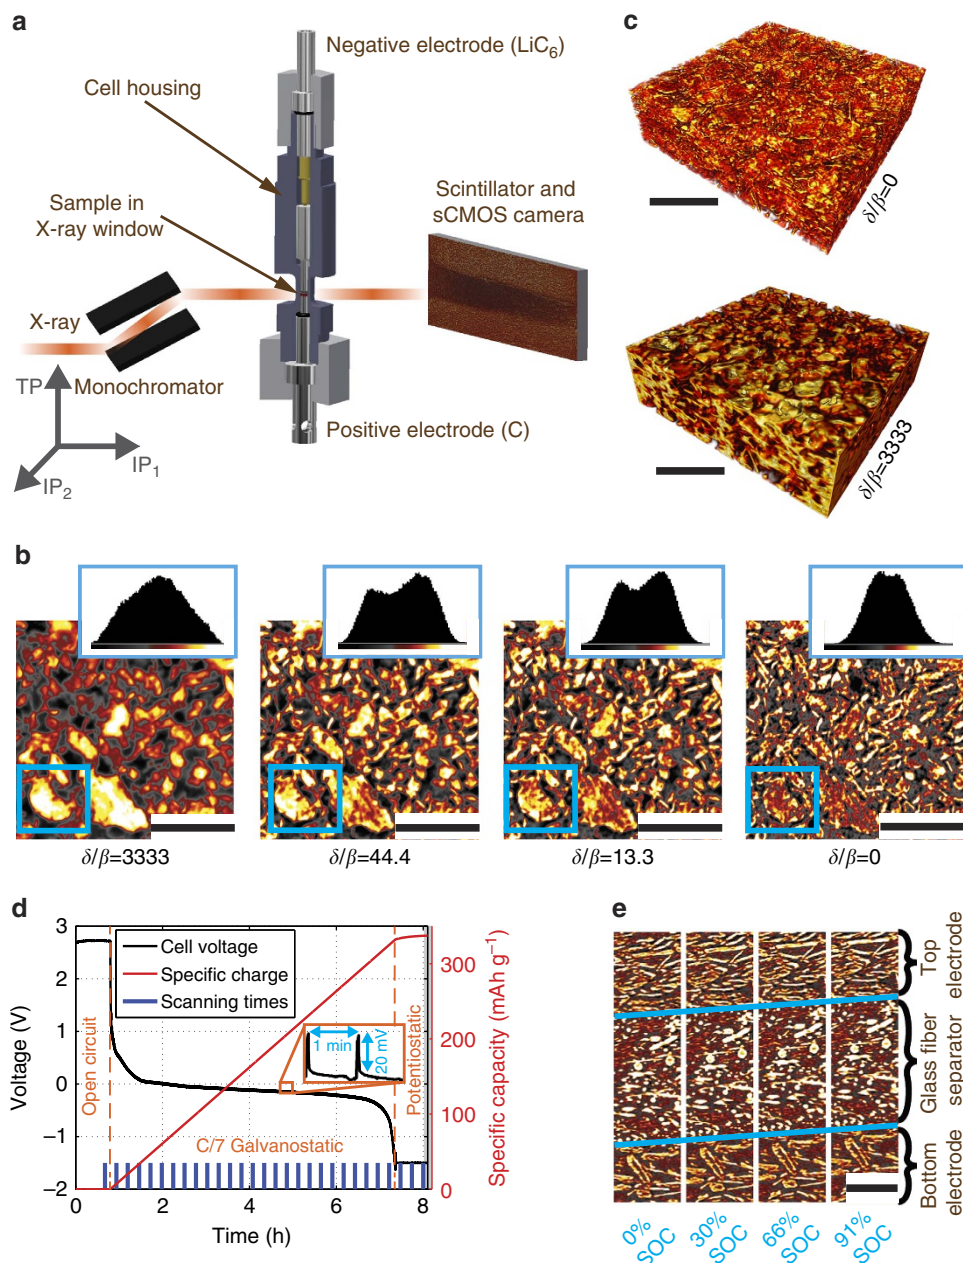 a
Negative electrode (LiC6)
Cell housing
Sample in
X-ray window
Scintillator and
sCMOS camera
X-ray
Monochromator
TP
IP1
IP2
Positive electrode (C)
c
δ/β=0
δ/β=3333
b
δ/β=3333
δ/β=44.4
δ/β=13.3
δ/β=0
d
Voltage (V)
3
2
1
0
−1
−2
Cell voltage
Specific charge
Scanning times
Open circuit
1 min
20 mV
Potentiostatic
C/7 Galvanostatic
0
2
4
6
8
Time (h)
300
200
100
0
Specific capacity (mAh g−1)
e
Top
electrode
Glass fiber
separator
Bottom
electrode
0%
SOC
30%
SOC
66%
SOC
91%
SOC